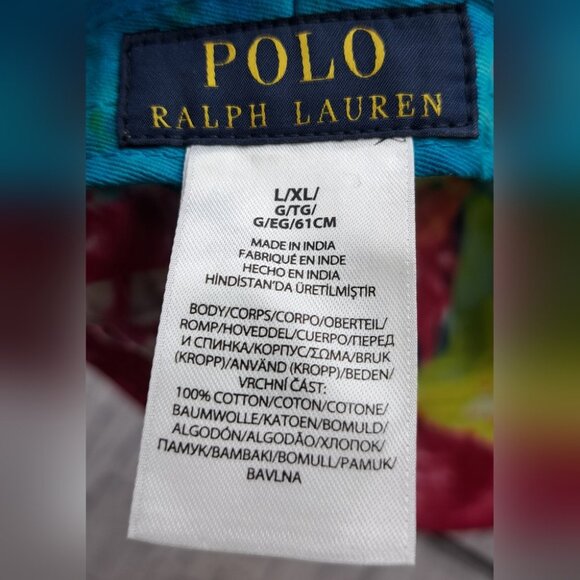 POLO
RALPH LAUREN
L/XL/
G/TG/
G/EG/61CM
MADE IN INDIA
FABRIQUÉ EN INDE
HECHO EN INDIA
HİNDİSTAN'DA ÜRETİLMİŞTİR
BODY/CORPS/CORPO/OBERTEIL/
ROMP/HOVEDDEL/CUERPO/ПЕРЕД
И СПИНКА/КОРПУС/ΣΩΜΑ/BRUK
(KROPP)/ANVÄND (KROPP)/BEDEN/
VRCHNÍ ČÁST:
100% COTTON/COTON/COTONE/
BAUMWOLLE/KATOEN/BOMULD/
ALGODÓN/ALGODÃO/ХЛОПОК/
ПАМУК/ΒΑΜΒΑΚΙ/BOMULL/PAMUK/
BAVLNA